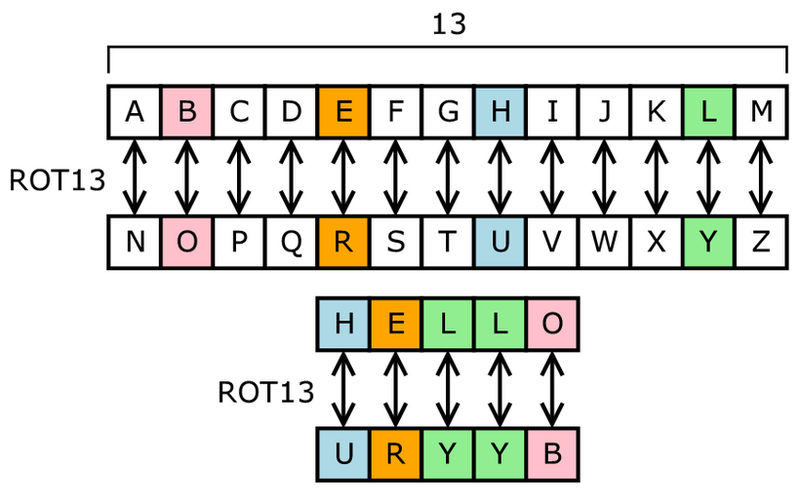 13
A B C D E F G H I J K L M
ROT13
N O P Q R S T U V W X Y Z
H E L L O
ROT13
U R Y Y B